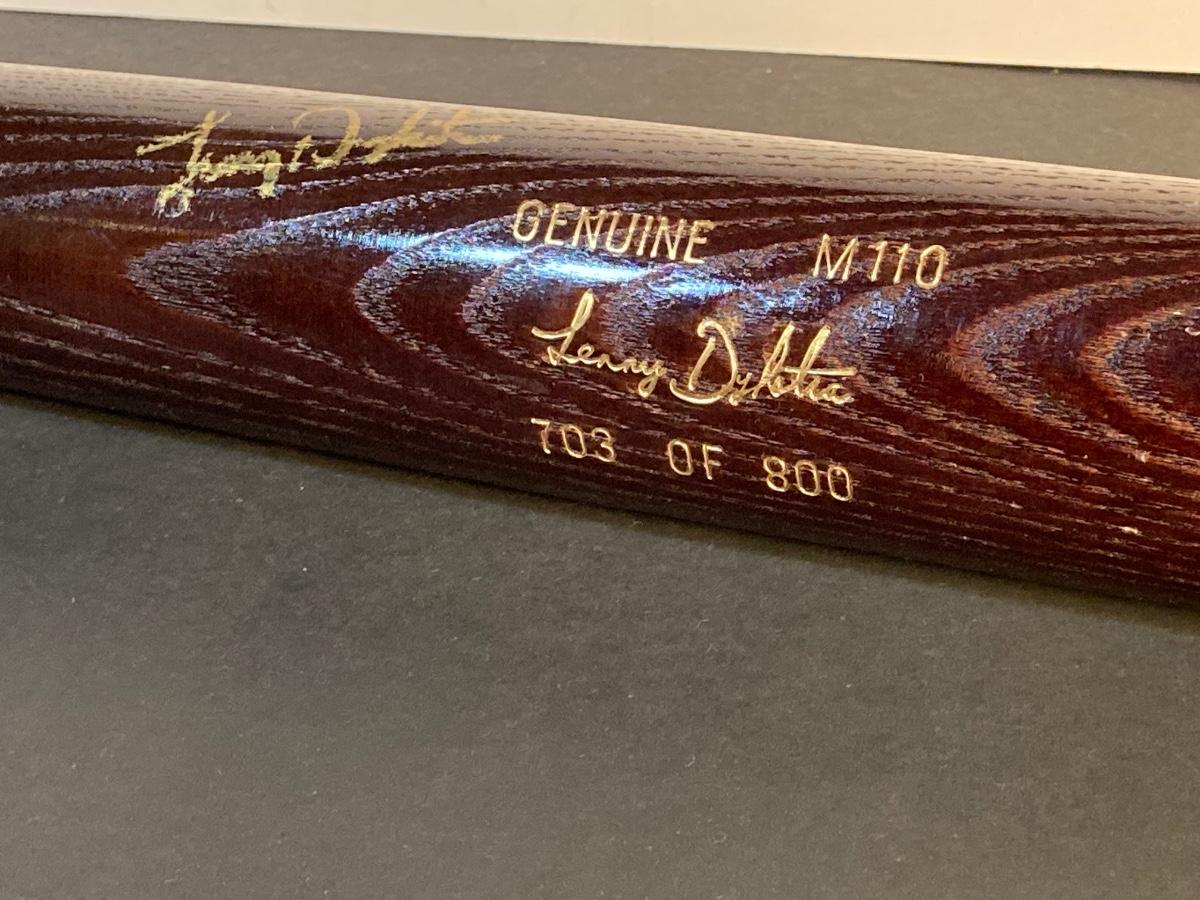 Lenny Dykstra
GENUINE M110
Lenny Dykstra
703 OF 800